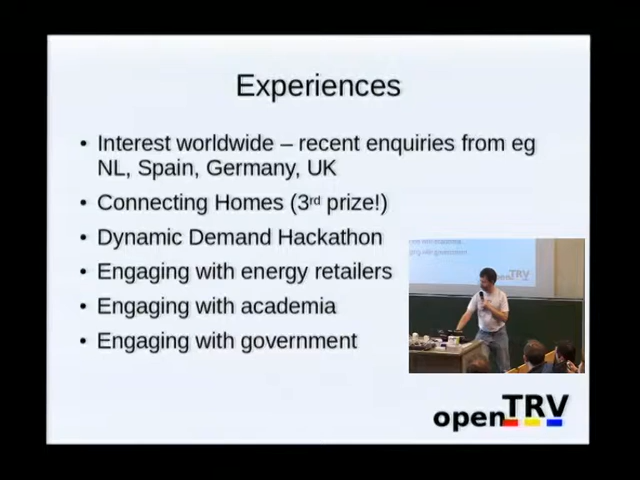 Experiences
• Interest worldwide – recent enquiries from eg
NL, Spain, Germany, UK
• Connecting Homes (3rd prize!)
• Dynamic Demand Hackathon
• Engaging with energy retailers
• Engaging with academia
• Engaging with government
openTRV